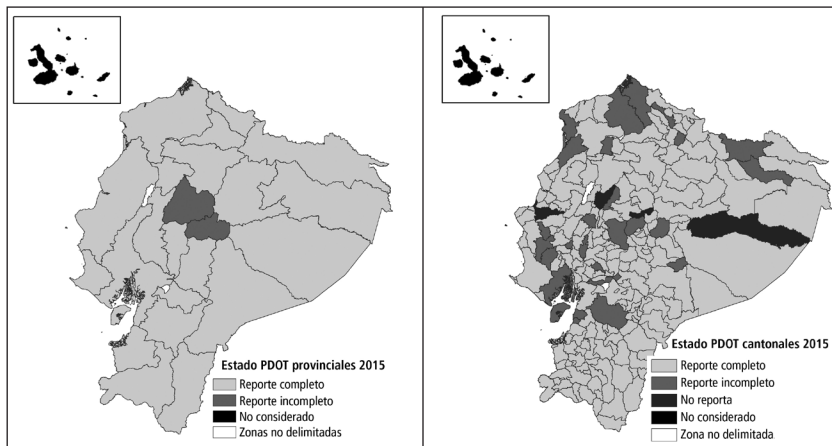 Estado PDOT provinciales 2015
Reporte completo
Reporte incompleto
No considerado
Zonas no delimitadas
Estado PDOT cantonales 2015
Reporte completo
Reporte incompleto
No reporta
No considerado
Zona no delimitada